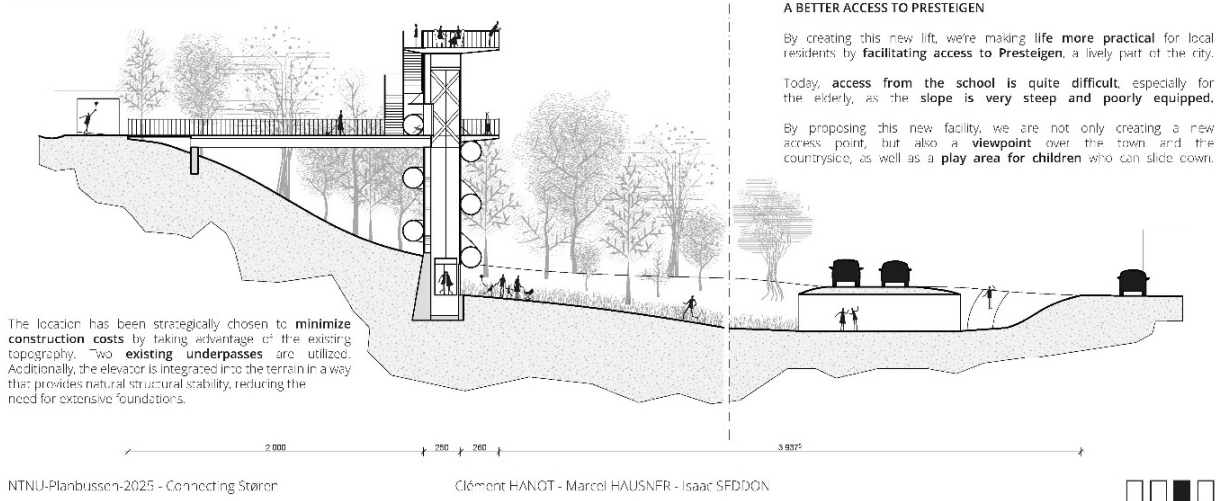 A BETTER ACCESS TO PRESTEIGEN
By creating this new lift, we're making life more practical for local
residents by facilitating access to Presteigen, a lively part of the city.
Today, access from the school is quite difficult, especially for
the elderly, as the slope is very steep and poorly equipped.
By proposing this new facility, we are not only creating a new
access point, but also a viewpoint over the town and the
countryside, as well as a play area for children who can slide down.
The location has been strategically chosen to minimize
construction costs by taking advantage of the existing
topography. Two existing underpasses are utilized.
Additionally, the elevator is integrated into the terrain in a way
that provides natural structural stability, reducing the
need for extensive foundations.
2 000 250 260 3 937⁵
NTNU-Planbussen-2025 - Connecting Støren
Clément HANOT - Marcel HAUSNER - Isaac SEDDON